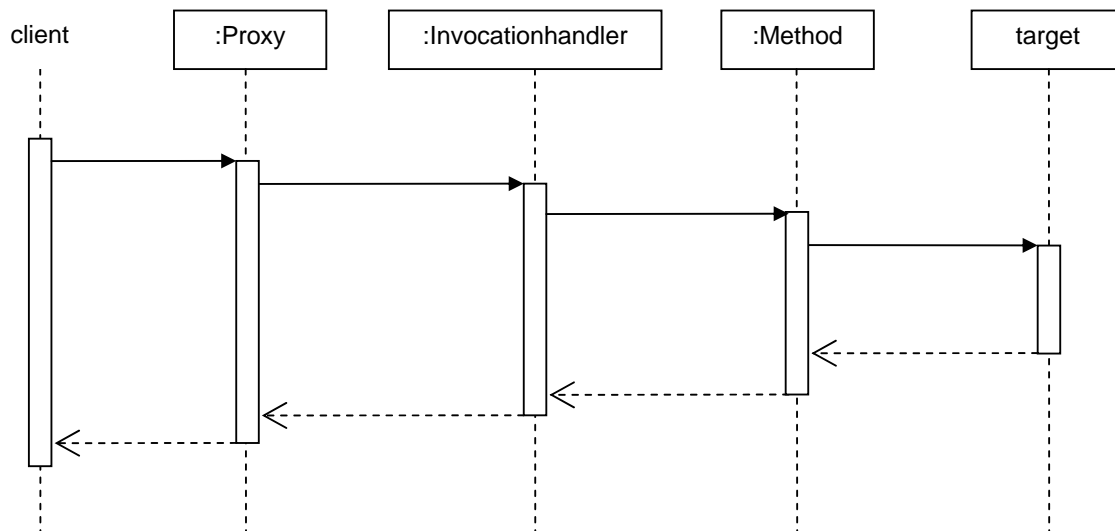 client
:Proxy
:Invocationhandler
:Method
target